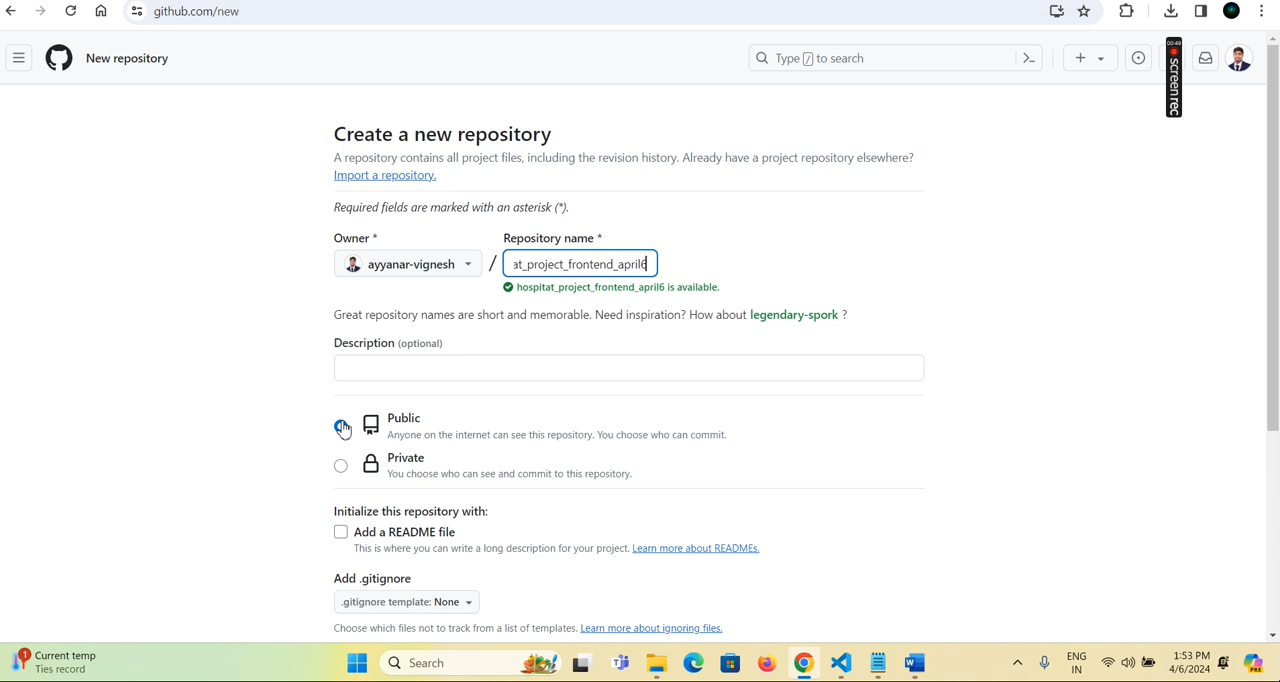 github.com/new
New repository
Type / to search
00:49
screen rec
Create a new repository
A repository contains all project files, including the revision history. Already have a project repository elsewhere?
Import a repository.
Required fields are marked with an asterisk (*).
Owner * Repository name *
ayyanar-vignesh / at_project_frontend_april6
hospitat_project_frontend_april6 is available.
Great repository names are short and memorable. Need inspiration? How about legendary-spork ?
Description (optional)
Public
Anyone on the internet can see this repository. You choose who can commit.
Private
You choose who can see and commit to this repository.
Initialize this repository with:
Add a README file
This is where you can write a long description for your project. Learn more about READMEs.
Add .gitignore
.gitignore template: None
Choose which files not to track from a list of templates. Learn more about ignoring files.
1
Current temp
Ties record
Search
ENG
IN
1:53 PM
4/6/2024
PRE